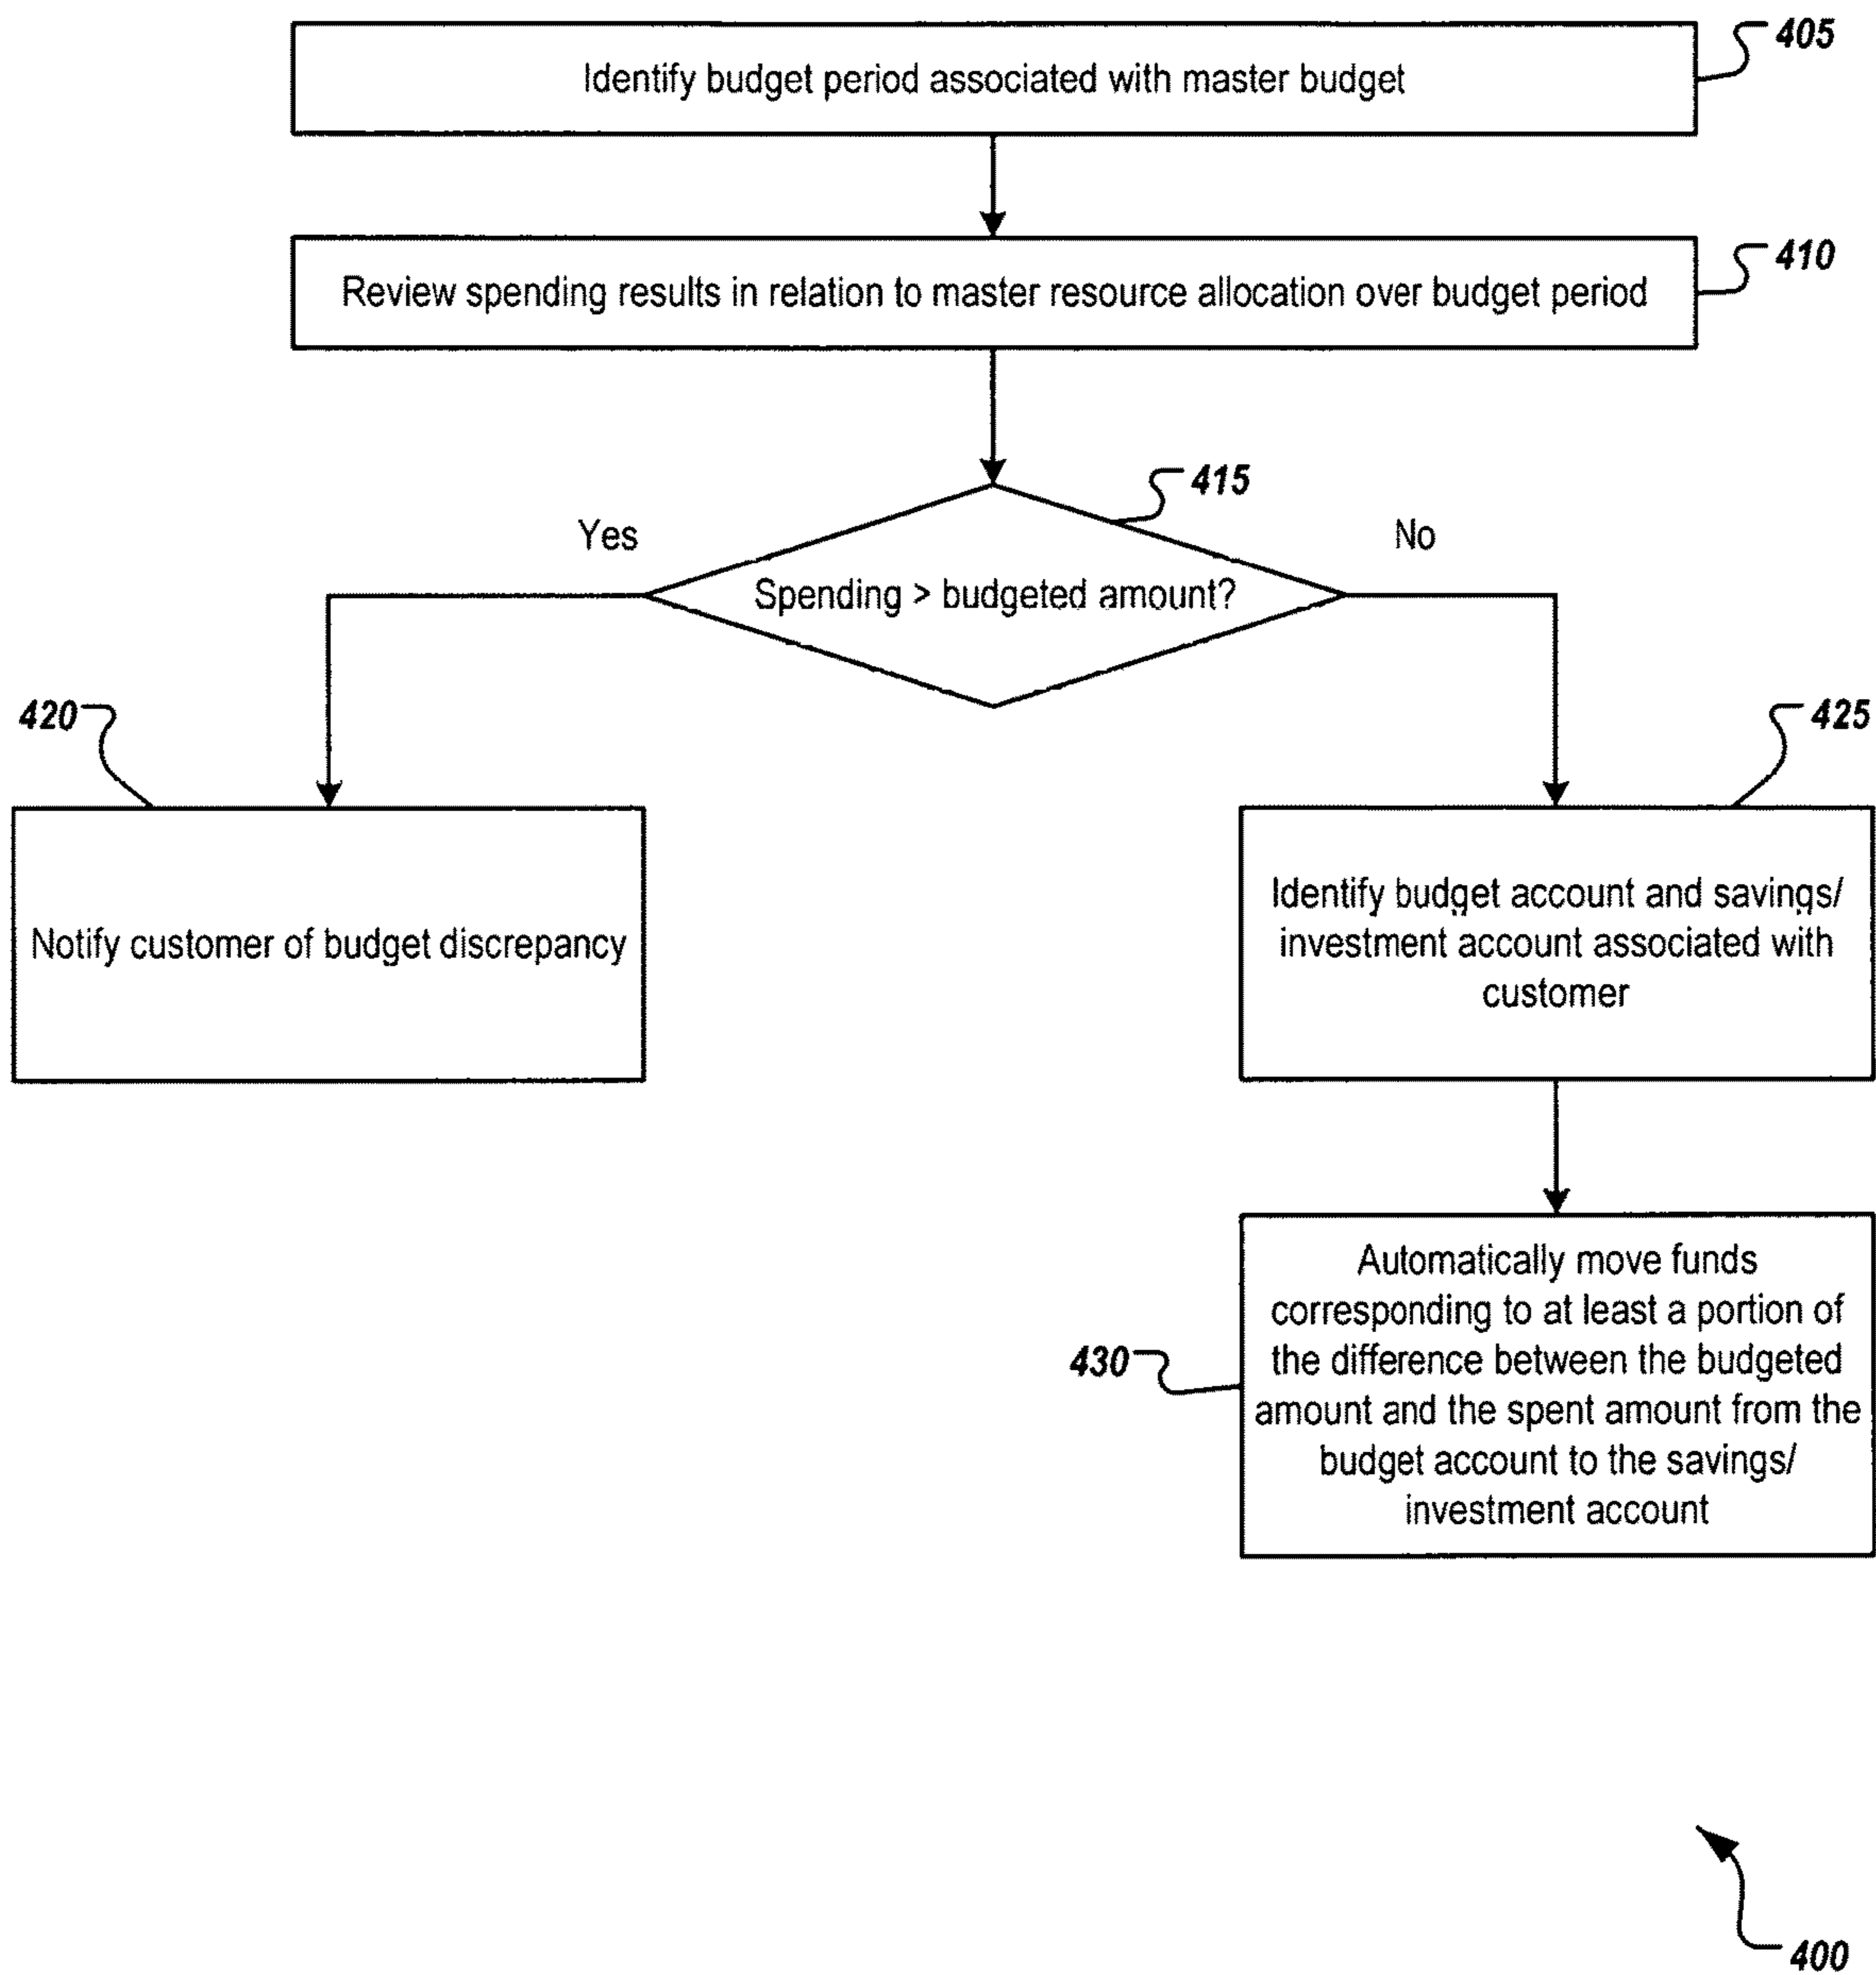 405
Identify budget period associated with master budget
410
Review spending results in relation to master resource allocation over budget period
415
Yes
No
Spending > budgeted amount?
420
425
Notify customer of budget discrepancy
Identify budget account and savings/
investment account associated with
customer
Automatically move funds
corresponding to at least a portion of
430
the difference between the budgeted
amount and the spent amount from the
budget account to the savings/
investment account
400